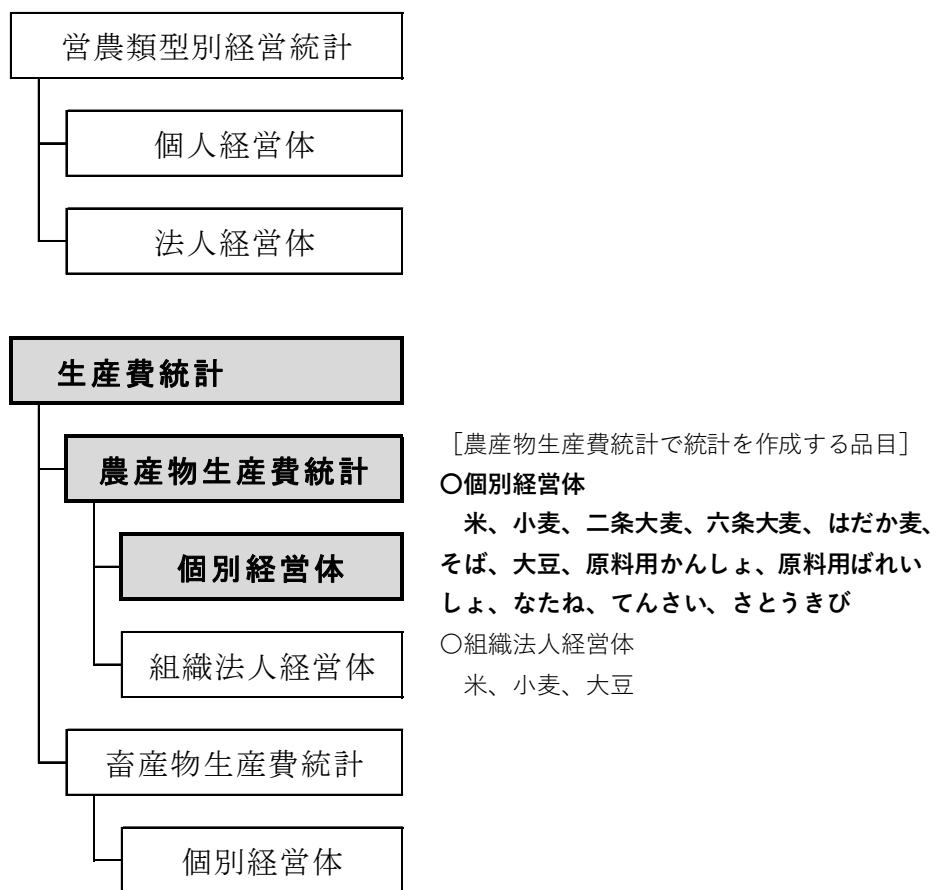 営農類型別経営統計
個人経営体
法人経営体
生産費統計
農産物生産費統計
個別経営体
組織法人経営体
畜産物生産費統計
個別経営体
［農産物生産費統計で統計を作成する品目］
〇個別経営体
　米、小麦、二条大麦、六条大麦、はだか麦、
そば、大豆、原料用かんしょ、原料用ばれい
しょ、なたね、てんさい、さとうきび
〇組織法人経営体
　米、小麦、大豆